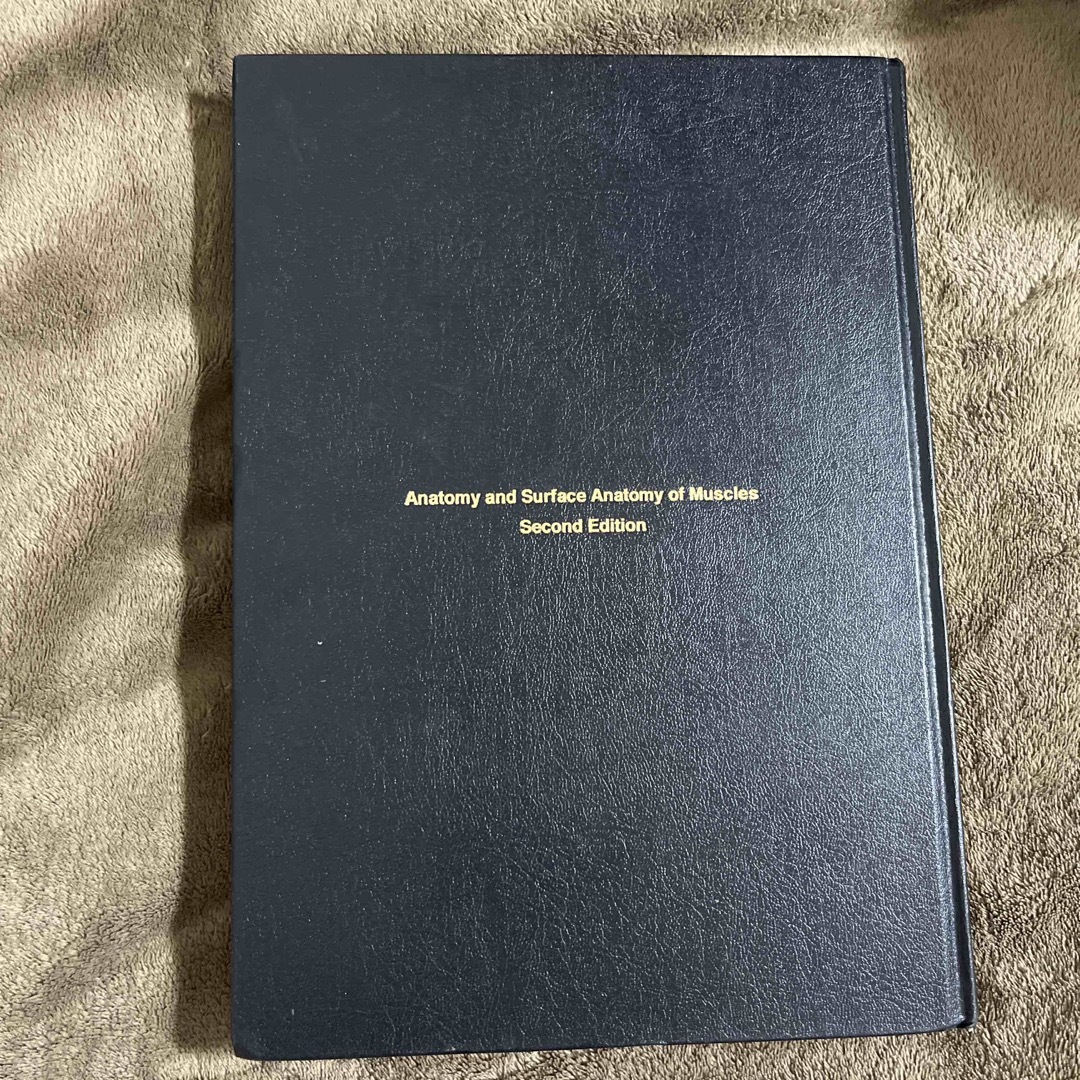 Anatomy and Surface Anatomy of Muscles
Second Edition